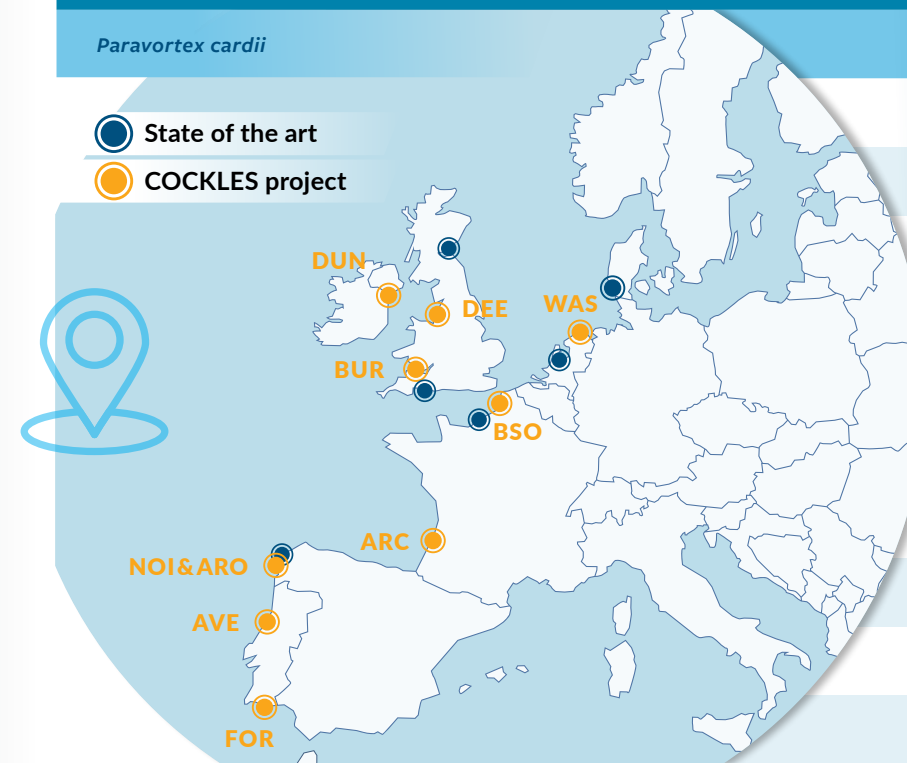 Paravortex cardii
State of the art
COCKLES project
DUN
DEE
WAS
BUR
BSO
ARC
NOI&ARO
AVE
FOR